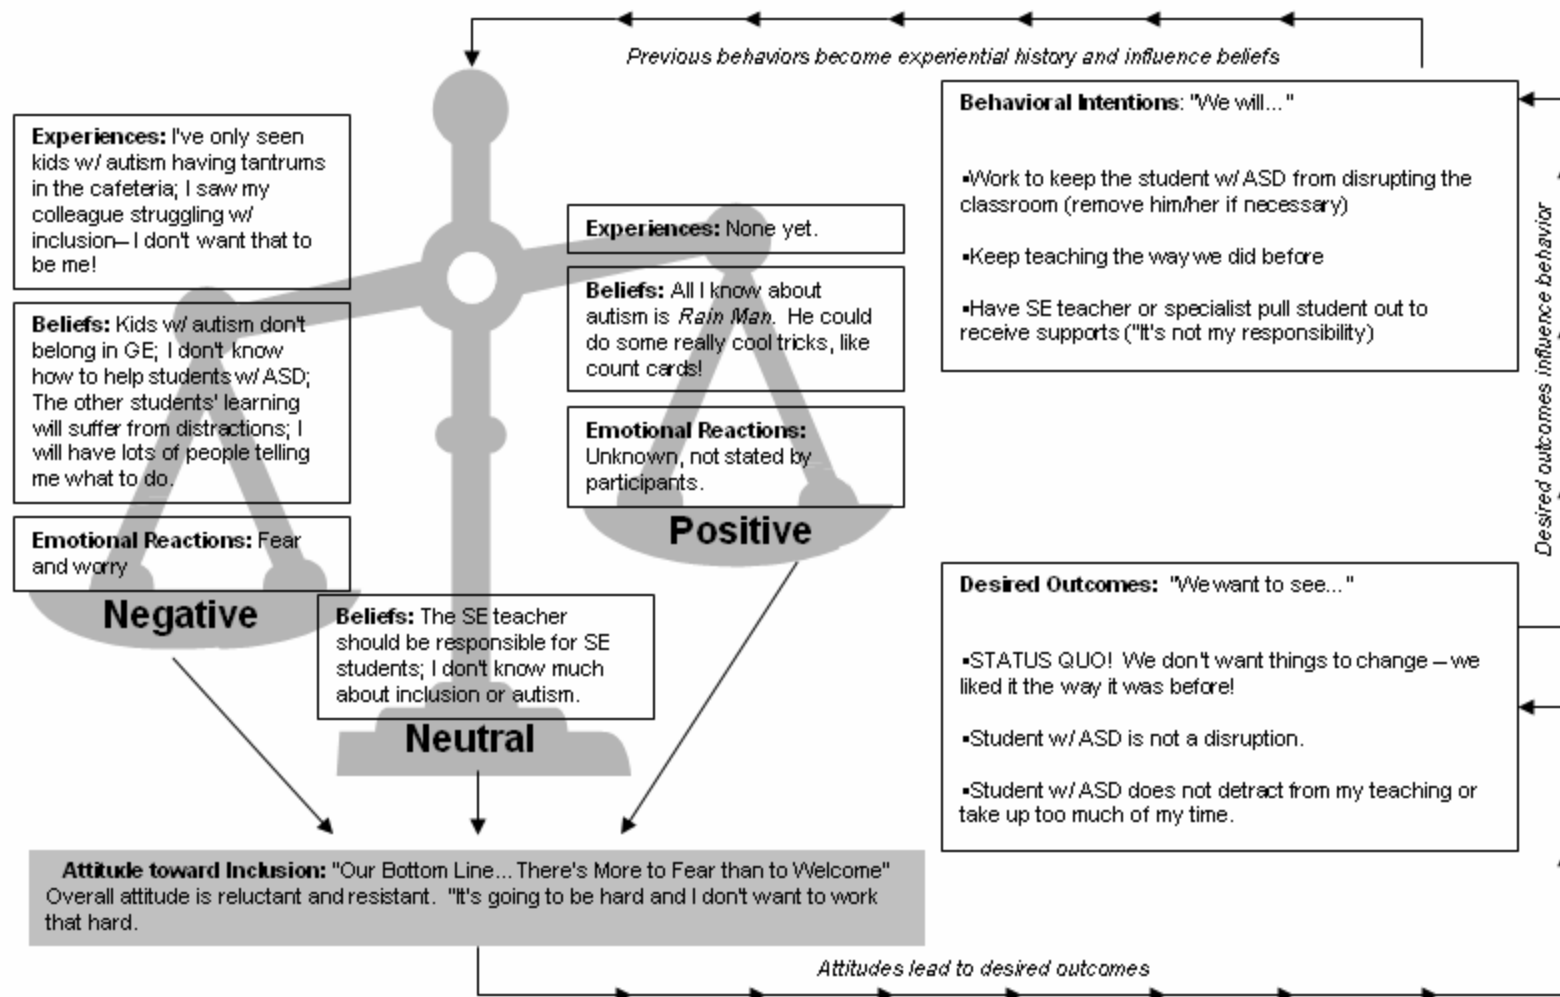 Previous behaviors become experiential history and influence beliefs
Experiences: I've only seen
kids w/ autism having tantrums
in the cafeteria; I saw my
colleague struggling w/
inclusion– I don't want that to
be me!
Beliefs: Kids w/ autism don't
belong in GE; I don't know
how to help students w/ ASD;
The other students' learning
will suffer from distractions; I
will have lots of people telling
me what to do.
Emotional Reactions: Fear
and worry
Negative
Beliefs: The SE teacher
should be responsible for SE
students; I don't know much
about inclusion or autism.
Neutral
Experiences: None yet.
Beliefs: All I know about
autism is Rain Man. He could
do some really cool tricks, like
count cards!
Emotional Reactions:
Unknown, not stated by
participants.
Positive
Behavioral Intentions: "We will..."
▪Work to keep the student w/ ASD from disrupting the
classroom (remove him/her if necessary)
▪Keep teaching the way we did before
▪Have SE teacher or specialist pull student out to
receive supports ("It's not my responsibility)
Desired outcomes influence behavior
Desired Outcomes: "We want to see..."
▪STATUS QUO! We don't want things to change – we
liked it the way it was before!
▪Student w/ ASD is not a disruption.
▪Student w/ ASD does not detract from my teaching or
take up too much of my time.
Attitude toward Inclusion: "Our Bottom Line... There's More to Fear than to Welcome"
Overall attitude is reluctant and resistant. "It's going to be hard and I don't want to work
that hard.
Attitudes lead to desired outcomes